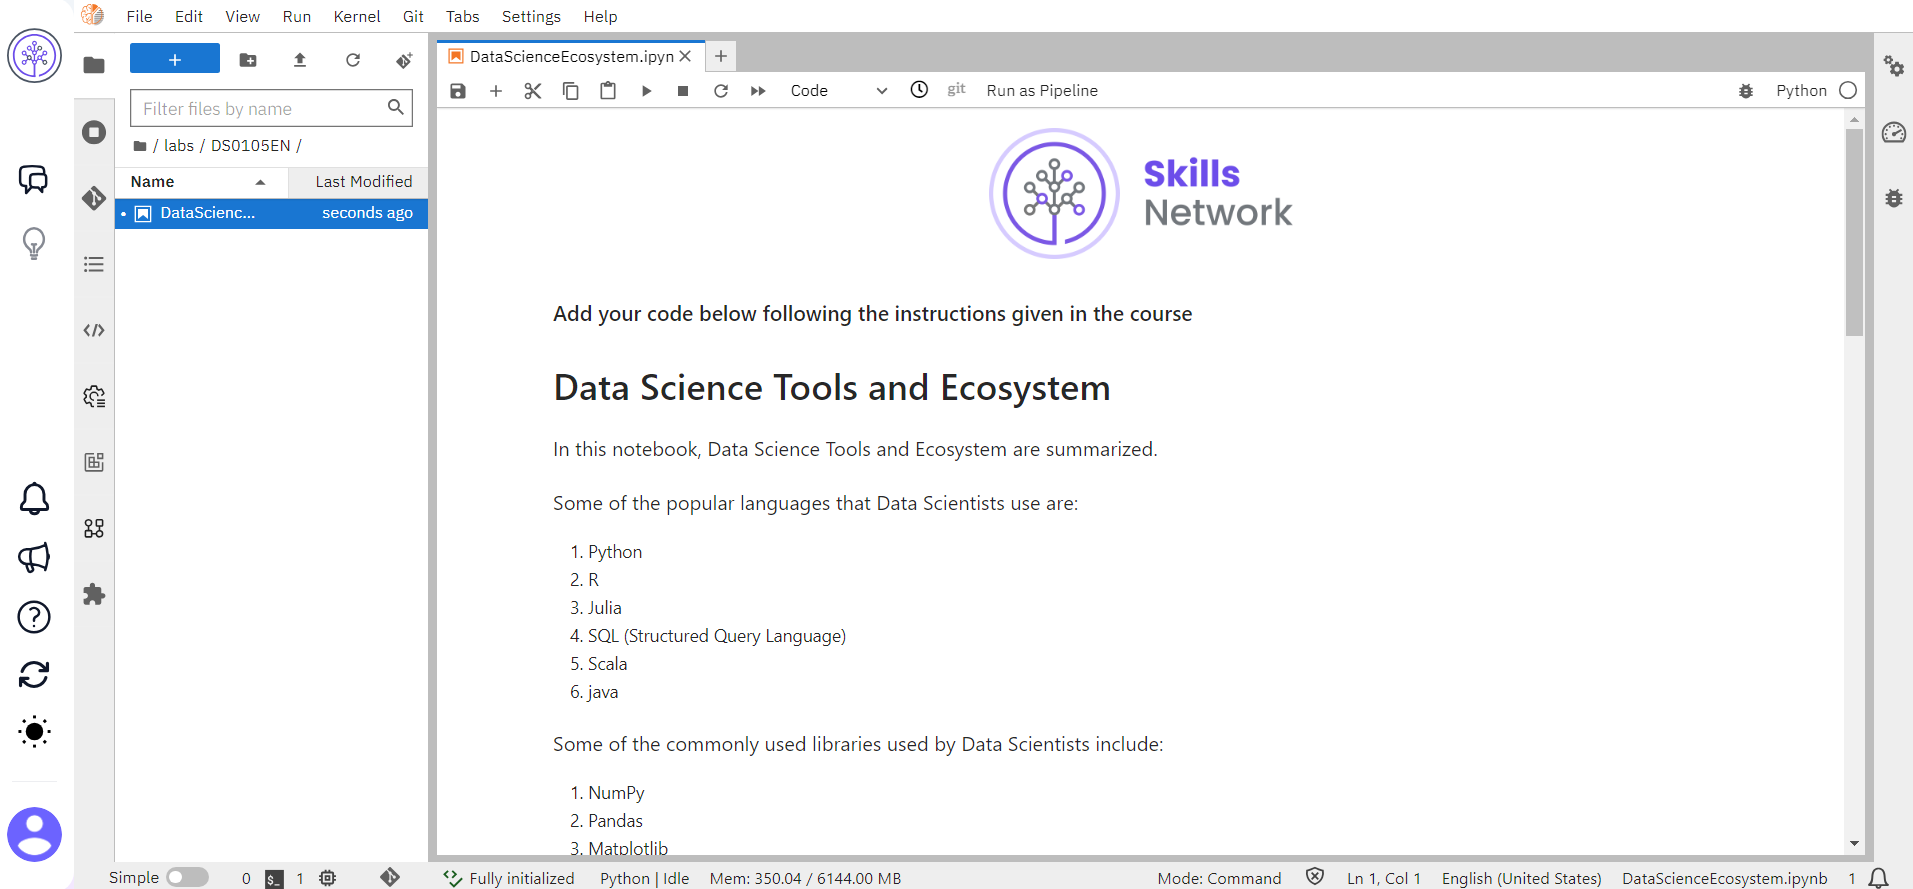 File Edit View Run Kernel Git Tabs Settings Help
+
Filter files by name
/ labs / DS0105EN /
Name Last Modified
DataScienc... seconds ago
DataScienceEcosystem.ipyn
Code git Run as Pipeline Python
Skills
Network
Add your code below following the instructions given in the course
Data Science Tools and Ecosystem
In this notebook, Data Science Tools and Ecosystem are summarized.
Some of the popular languages that Data Scientists use are:
1. Python
2. R
3. Julia
4. SQL (Structured Query Language)
5. Scala
6. java
Some of the commonly used libraries used by Data Scientists include:
1. NumPy
2. Pandas
3. Matplotlib
Simple 0 $_ 1 Fully initialized Python | Idle Mem: 350.04 / 6144.00 MB Mode: Command Ln 1, Col 1 English (United States) DataScienceEcosystem.ipynb 1